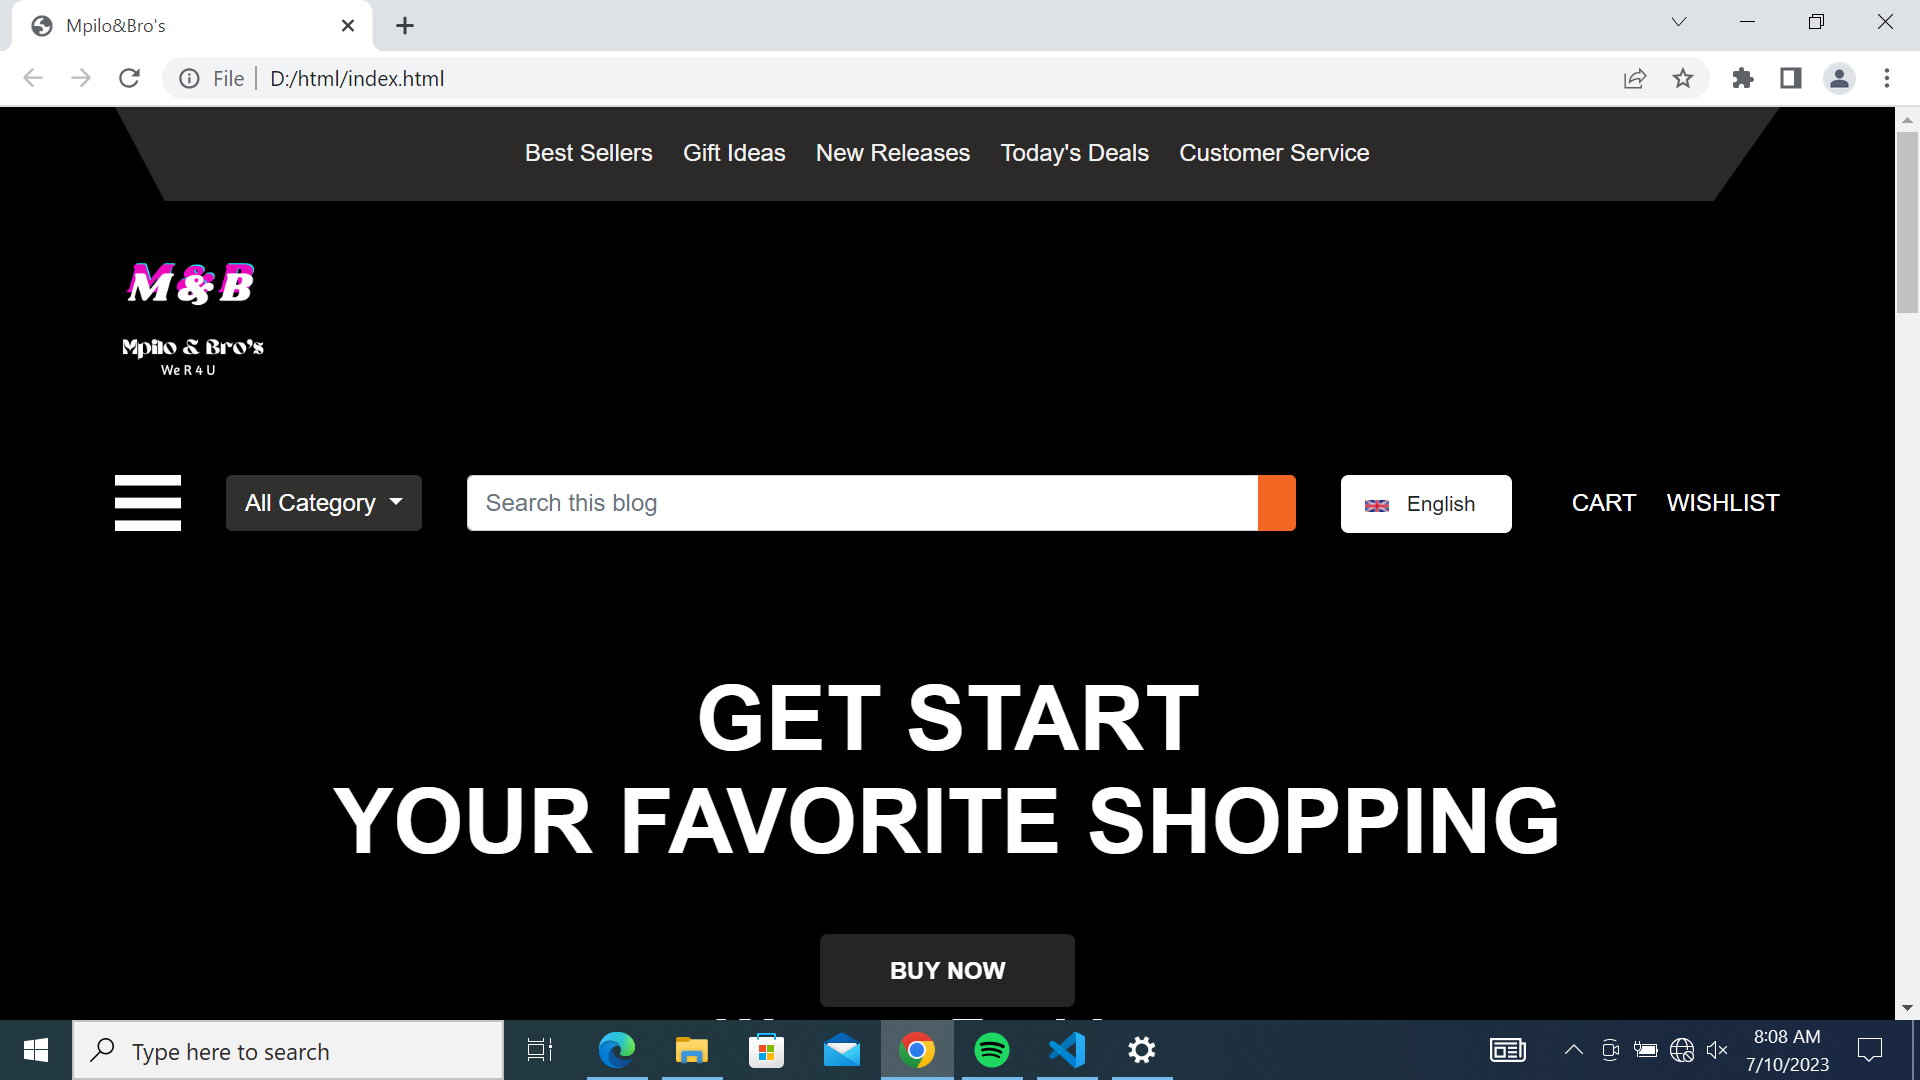 Mpilo&Bro's
File D:/html/index.html
Best Sellers Gift Ideas New Releases Today's Deals Customer Service
M&B
Mpilo & Bro's
We R 4 U
All Category
Search this blog
English
CART WISHLIST
GET START
YOUR FAVORITE SHOPPING
BUY NOW
Type here to search
8:08 AM
7/10/2023